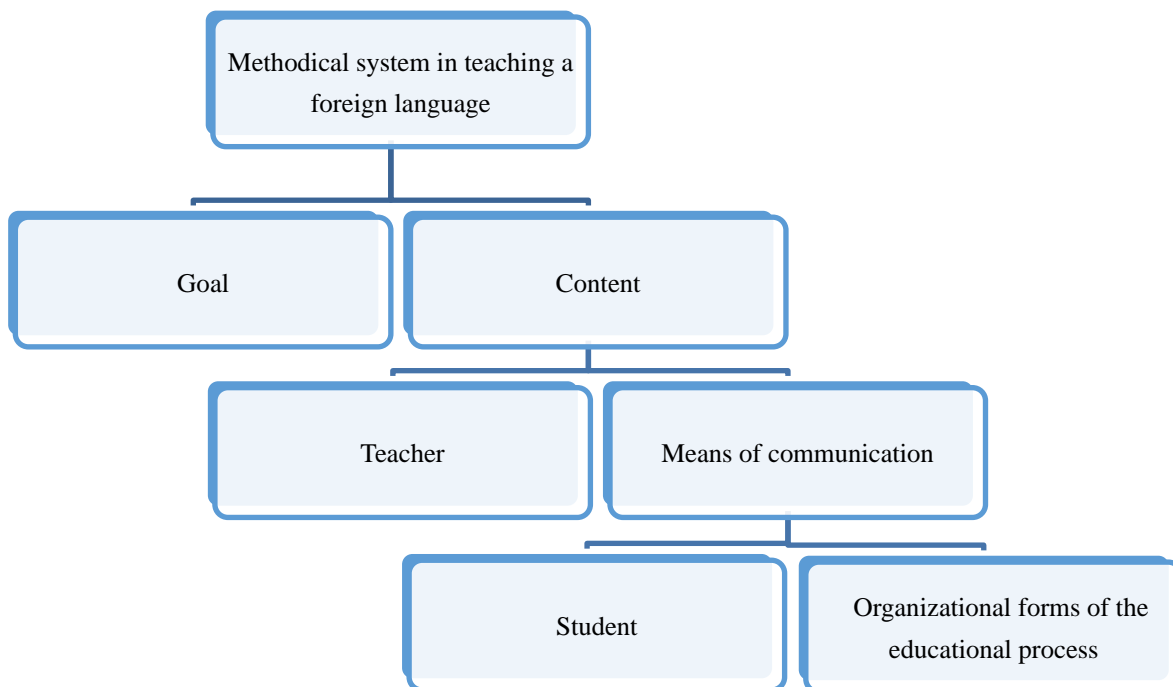 Methodical system in teaching a
foreign language
Goal
Content
Teacher
Means of communication
Student
Organizational forms of the
educational process